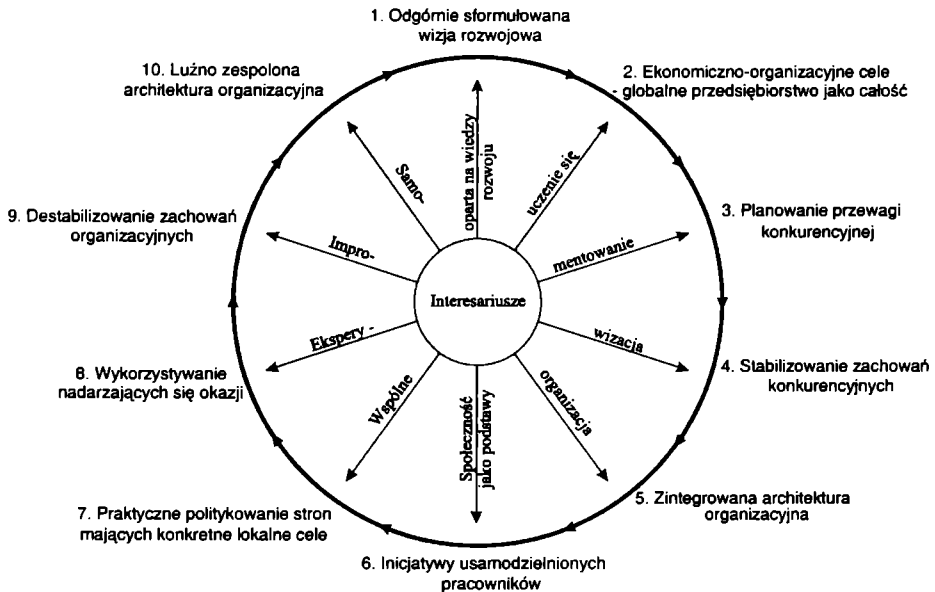 1. Odgórnie sformułowana
wizja rozwojowa
2. Ekonomiczno-organizacyjne cele
- globalne przedsiębiorstwo jako całość
3. Planowanie przewagi
konkurencyjnej
4. Stabilizowanie zachowań
konkurencyjnych
5. Zintegrowana architektura
organizacyjna
6. Inicjatywy usamodzielnionych
pracowników
7. Praktyczne politykowanie stron
mających konkretne lokalne cele
8. Wykorzystywanie
nadarzających się okazji
9. Destabilizowanie zachowań
organizacyjnych
10. Luźno zespolona
architektura organizacyjna
oparta na wiedzy
rozwoju
uczenie się
mentowanie
wizacja
organizacja
Społeczność
jako podstawy
Wspólne
Ekspery -
Impro-
Samo-
Interesariusze